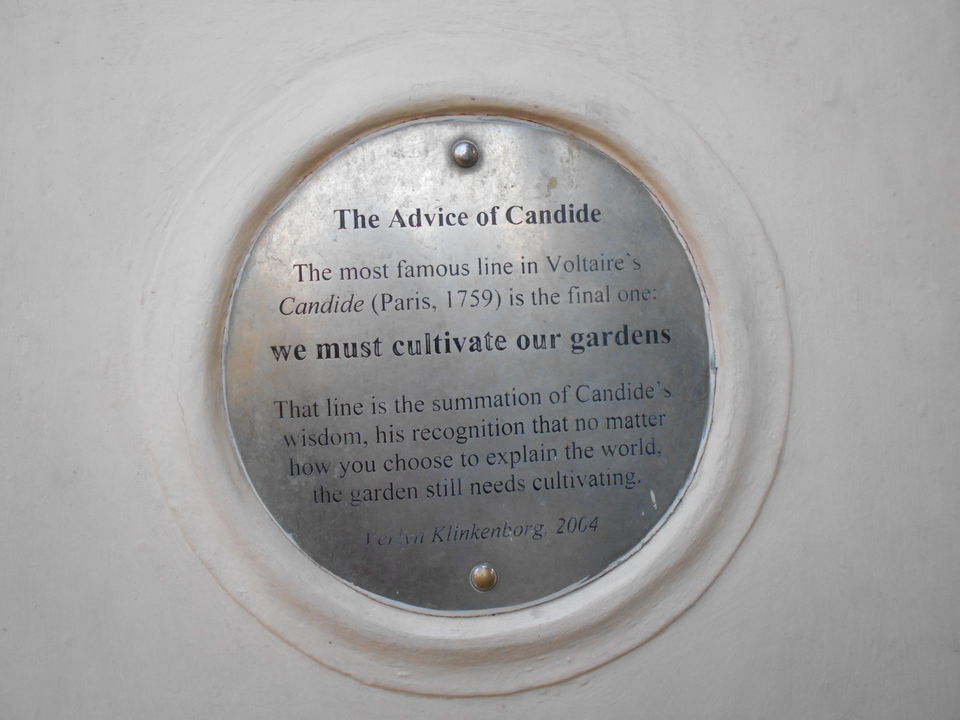 The Advice of Candide
The most famous line in Voltaire's
Candide (Paris, 1759) is the final one:
we must cultivate our gardens
That line is the summation of Candide's
wisdom, his recognition that no matter
how you choose to explain the world,
the garden still needs cultivating.
Verlyn Klinkenborg, 2004